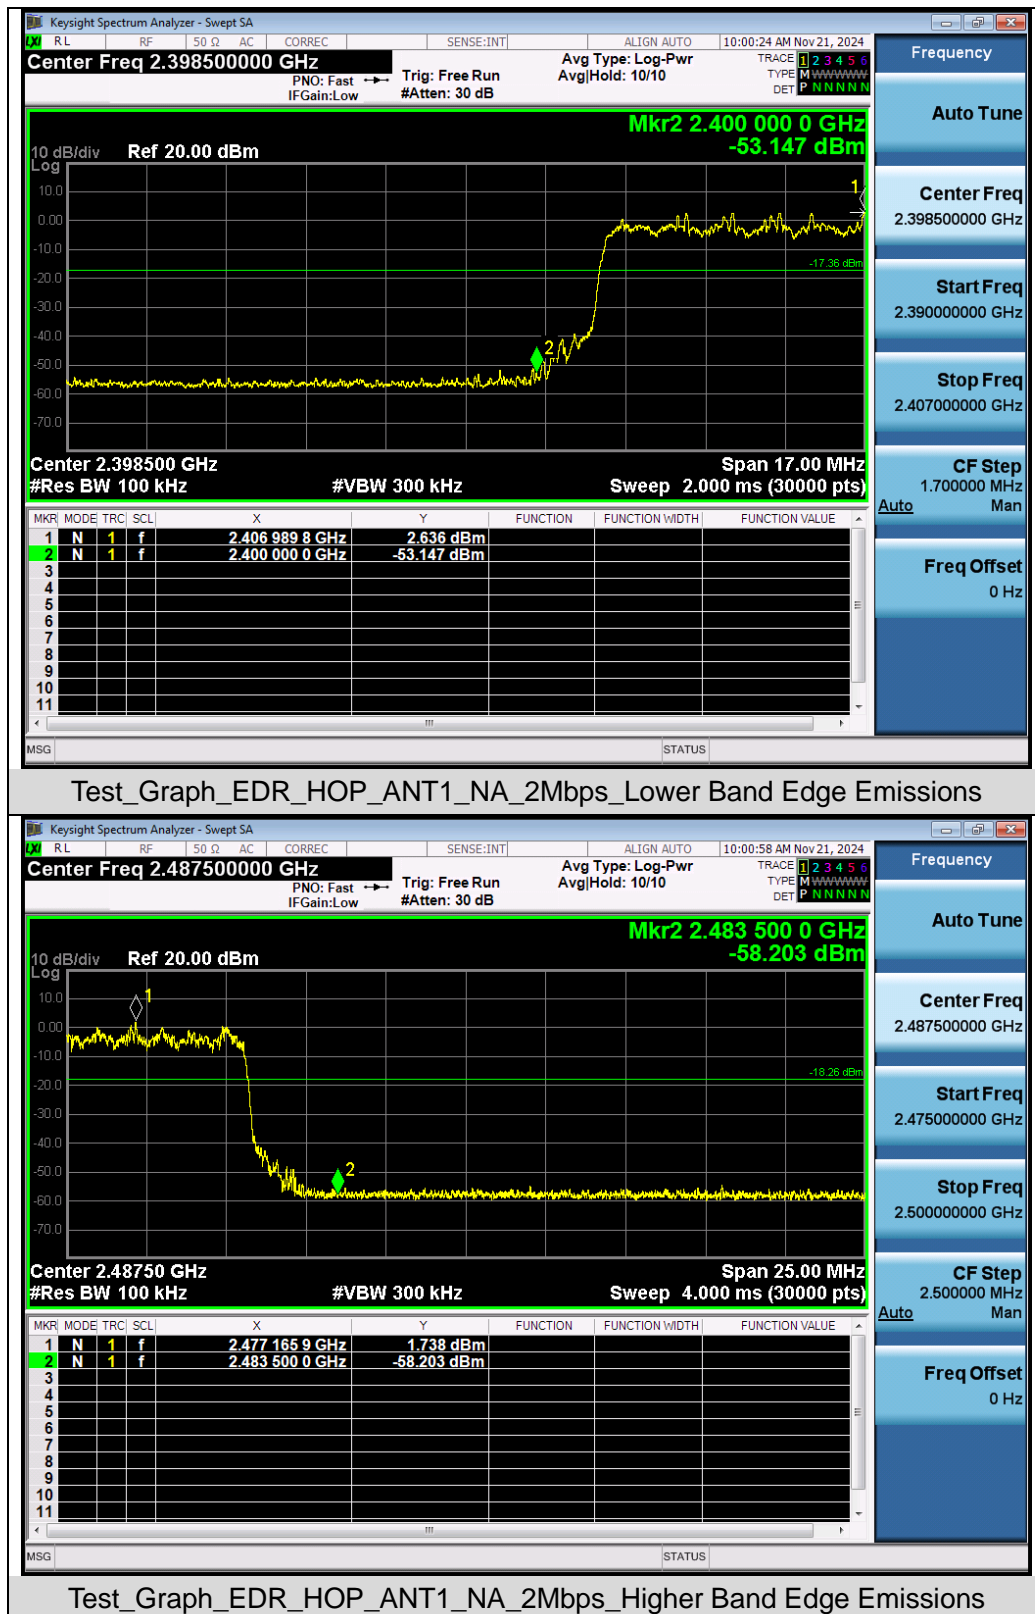 Keysight Spectrum Analyzer - Swept SA
LXI RL RF 50 Ω AC CORREC SENSE:INT ALIGN AUTO 10:00:24 AM Nov 21, 2024
Center Freq 2.398500000 GHz
PNO: Fast
IFGain:Low
Trig: Free Run
#Atten: 30 dB
Avg Type: Log-Pwr
Avg|Hold: 10/10
TRACE 1 2 3 4 5 6
TYPE M W W W W W
DET P N N N N N
Mkr2 2.400 000 0 GHz
-53.147 dBm
10 dB/div Ref 20.00 dBm
Log
10.0
0.00
-10.0
-20.0
-30.0
-40.0
-50.0
-60.0
-70.0
1
-17.36 dBm
2
Center 2.398500 GHz Span 17.00 MHz
#Res BW 100 kHz #VBW 300 kHz Sweep 2.000 ms (30000 pts)
MKR MODE TRC SCL X Y FUNCTION FUNCTION WIDTH FUNCTION VALUE
1 N 1 f 2.406 989 8 GHz 2.636 dBm
2 N 1 f 2.400 000 0 GHz -53.147 dBm
3
4
5
6
7
8
9
10
11
MSG STATUS
Frequency
Auto Tune
Center Freq
2.398500000 GHz
Start Freq
2.390000000 GHz
Stop Freq
2.407000000 GHz
CF Step
1.700000 MHz
Auto Man
Freq Offset
0 Hz
Test_Graph_EDR_HOP_ANT1_NA_2Mbps_Lower Band Edge Emissions
Keysight Spectrum Analyzer - Swept SA
LXI RL RF 50 Ω AC CORREC SENSE:INT ALIGN AUTO 10:00:58 AM Nov 21, 2024
Center Freq 2.487500000 GHz
PNO: Fast
IFGain:Low
Trig: Free Run
#Atten: 30 dB
Avg Type: Log-Pwr
Avg|Hold: 10/10
TRACE 1 2 3 4 5 6
TYPE M W W W W W
DET P N N N N N
Mkr2 2.483 500 0 GHz
-58.203 dBm
10 dB/div Ref 20.00 dBm
Log
10.0
0.00
-10.0
-20.0
-30.0
-40.0
-50.0
-60.0
-70.0
1
-18.26 dBm
2
Center 2.48750 GHz Span 25.00 MHz
#Res BW 100 kHz #VBW 300 kHz Sweep 4.000 ms (30000 pts)
MKR MODE TRC SCL X Y FUNCTION FUNCTION WIDTH FUNCTION VALUE
1 N 1 f 2.477 165 9 GHz 1.738 dBm
2 N 1 f 2.483 500 0 GHz -58.203 dBm
3
4
5
6
7
8
9
10
11
MSG STATUS
Frequency
Auto Tune
Center Freq
2.487500000 GHz
Start Freq
2.475000000 GHz
Stop Freq
2.500000000 GHz
CF Step
2.500000 MHz
Auto Man
Freq Offset
0 Hz
Test_Graph_EDR_HOP_ANT1_NA_2Mbps_Higher Band Edge Emissions